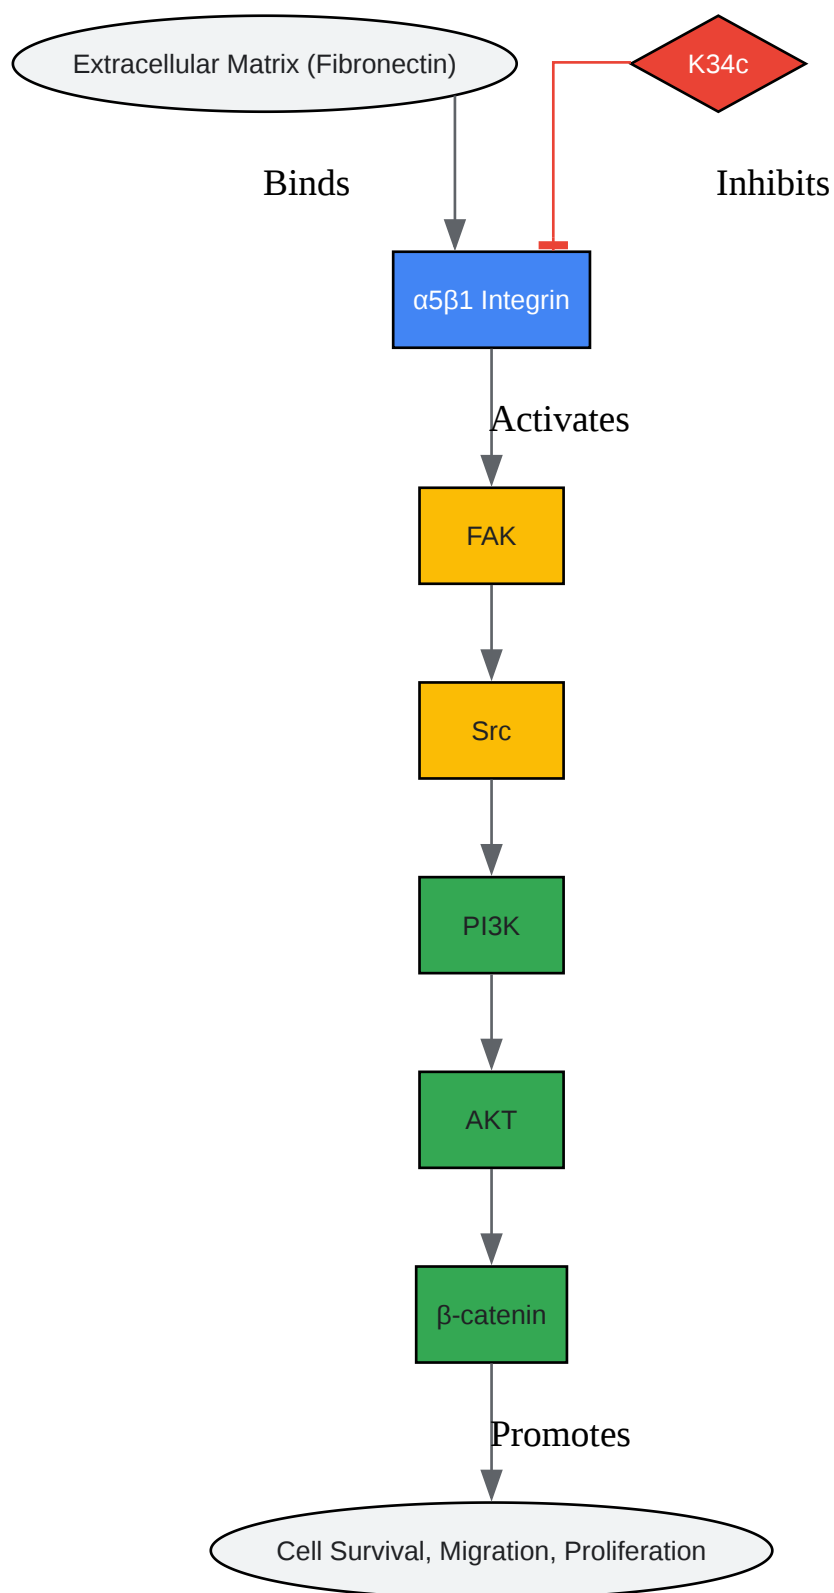 Extracellular Matrix (Fibronectin)
K34c
Binds
Inhibits
α5β1 Integrin
Activates
FAK
Src
PI3K
AKT
β-catenin
Promotes
Cell Survival, Migration, Proliferation